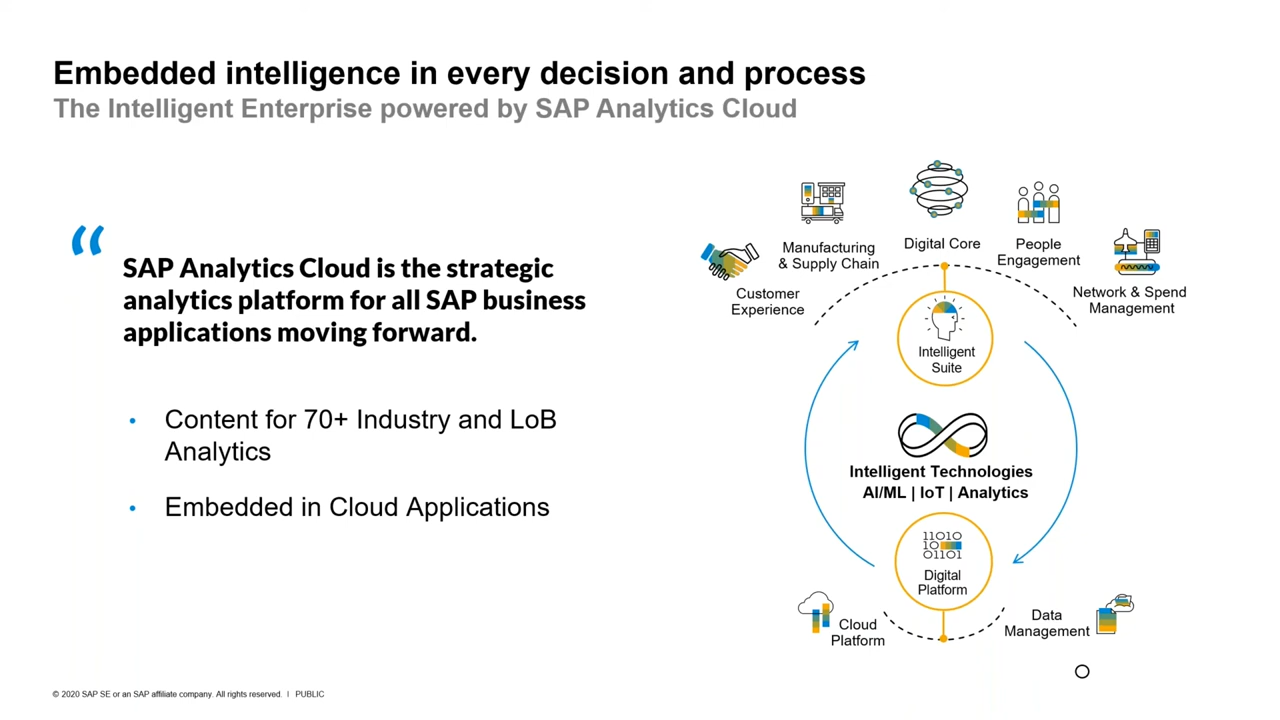 Embedded intelligence in every decision and process
The Intelligent Enterprise powered by SAP Analytics Cloud
“
SAP Analytics Cloud is the strategic
analytics platform for all SAP business
applications moving forward.
• Content for 70+ Industry and LoB
Analytics
• Embedded in Cloud Applications
Customer
Experience
Manufacturing
& Supply Chain
Digital Core
People
Engagement
Network & Spend
Management
Intelligent
Suite
Intelligent Technologies
AI/ML | IoT | Analytics
11010
10
01101
Digital
Platform
Cloud
Platform
Data
Management
© 2020 SAP SE or an SAP affiliate company. All rights reserved. I PUBLIC